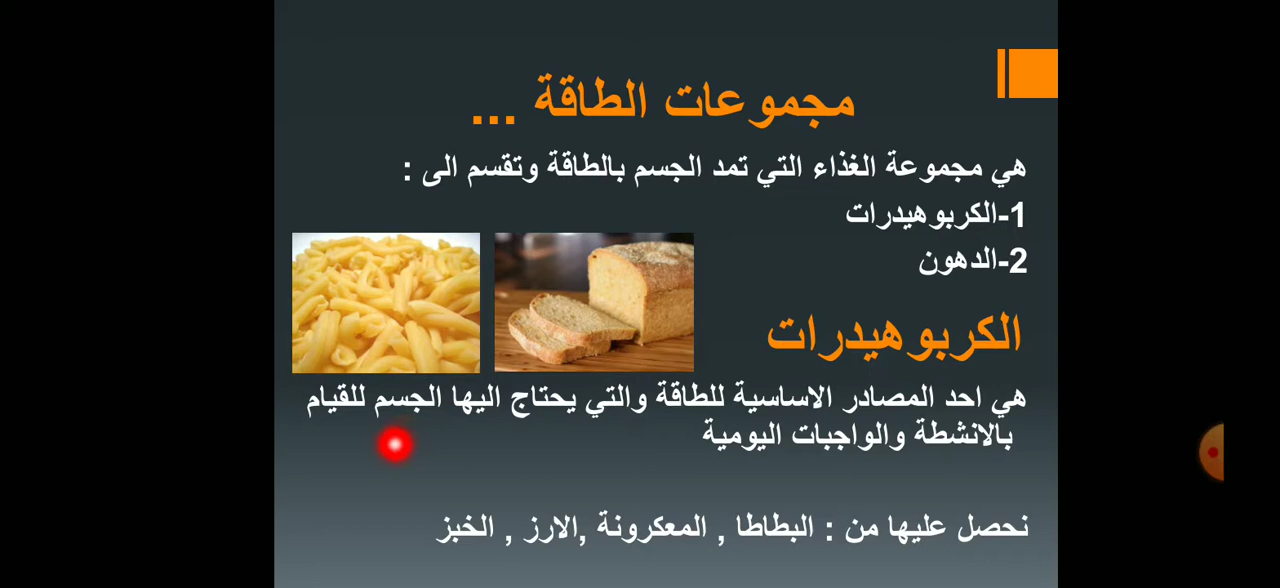 مجموعات الطاقة ...
هي مجموعة الغذاء التي تمد الجسم بالطاقة وتقسم الى :
1-الكربوهيدرات
2-الدهون
الكربوهيدرات
هي احد المصادر الاساسية للطاقة والتي يحتاج اليها الجسم للقيام
بالانشطة والواجبات اليومية
نحصل عليها من : البطاطا , المعكرونة ,الارز , الخبز